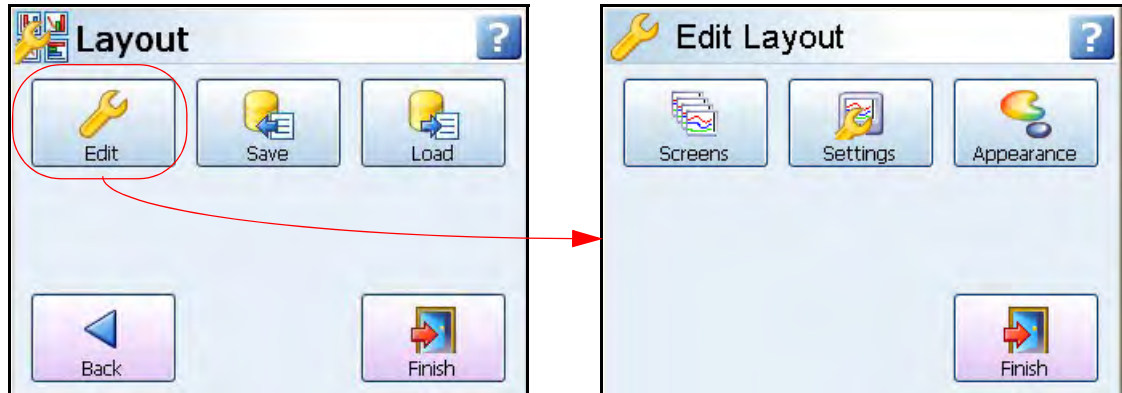 Layout
?
Edit
Save
Load
Back
Finish
Edit Layout
?
Screens
Settings
Appearance
Finish